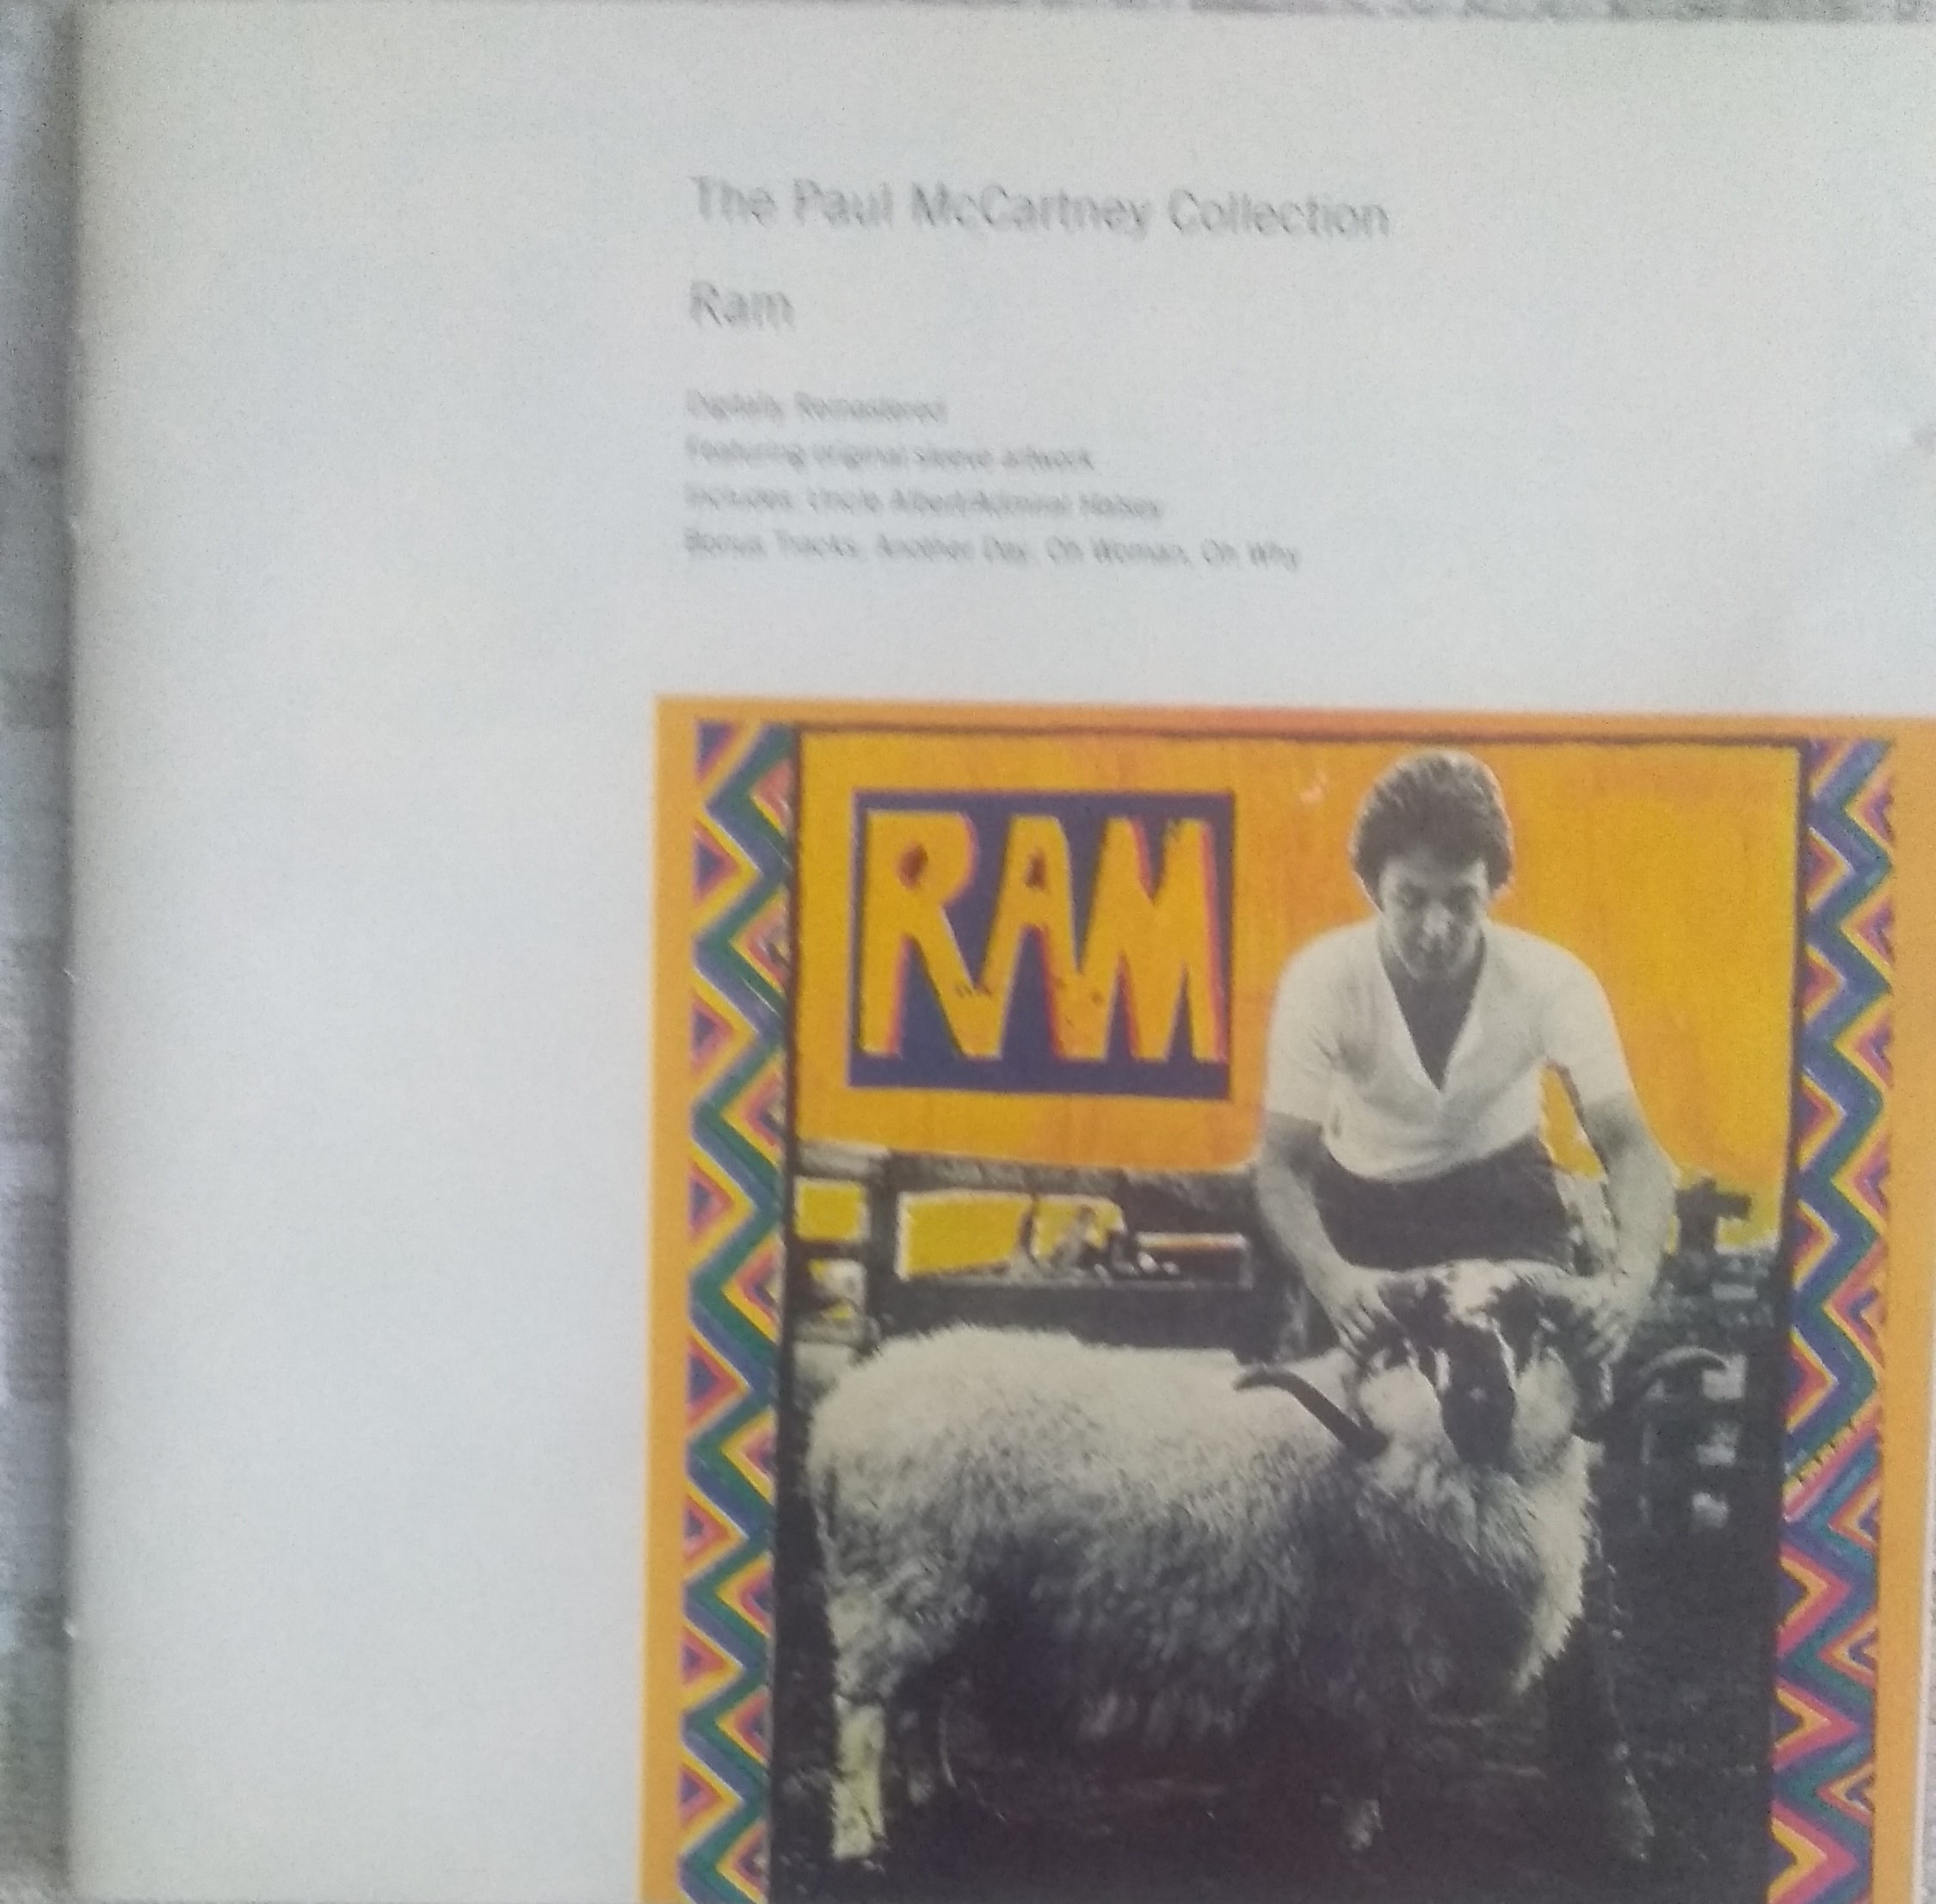 The Paul McCartney Collection
Ram
Digitally Remastered
Featuring original sleeve artwork
Includes: Uncle Albert/Admiral Halsey
Bonus Tracks: Another Day, Oh Woman, Oh Why
RAM